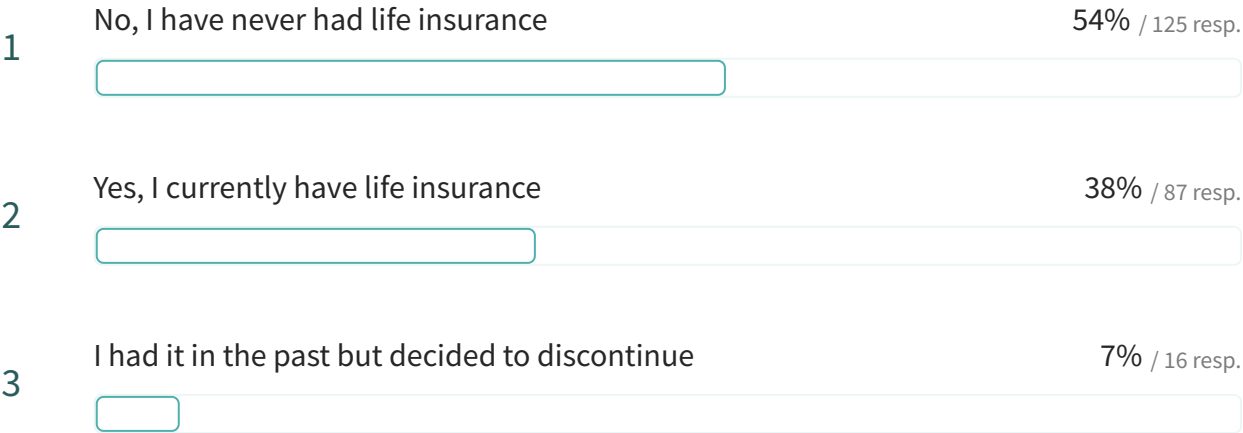 1
No, I have never had life insurance
54% / 125 resp.
2
Yes, I currently have life insurance
38% / 87 resp.
3
I had it in the past but decided to discontinue
7% / 16 resp.